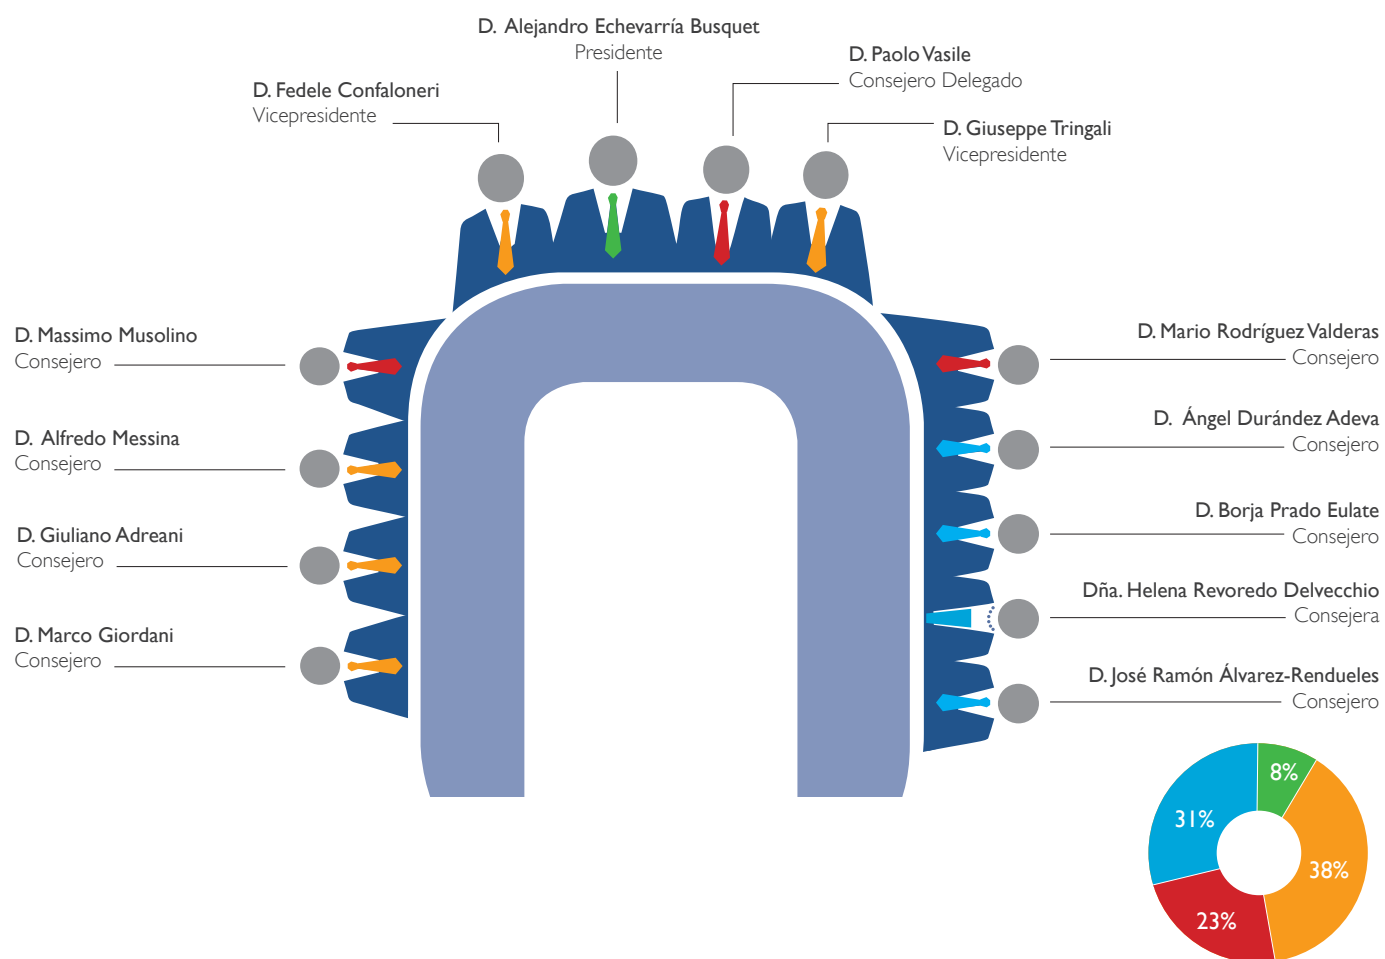 D. Alejandro Echevarría Busquet
Presidente
D. Paolo Vasile
Consejero Delegado
D. Fedele Confaloneri
Vicepresidente
D. Giuseppe Tringali
Vicepresidente
D. Massimo Musolino
Consejero
D. Alfredo Messina
Consejero
D. Giuliano Adreani
Consejero
D. Marco Giordani
Consejero
D. Mario Rodríguez Valderas
Consejero
D. Ángel Durández Adeva
Consejero
D. Borja Prado Eulate
Consejero
Dña. Helena Revoredo Delvecchio
Consejera
D. José Ramón Álvarez-Rendueles
Consejero
8%
31%
38%
23%